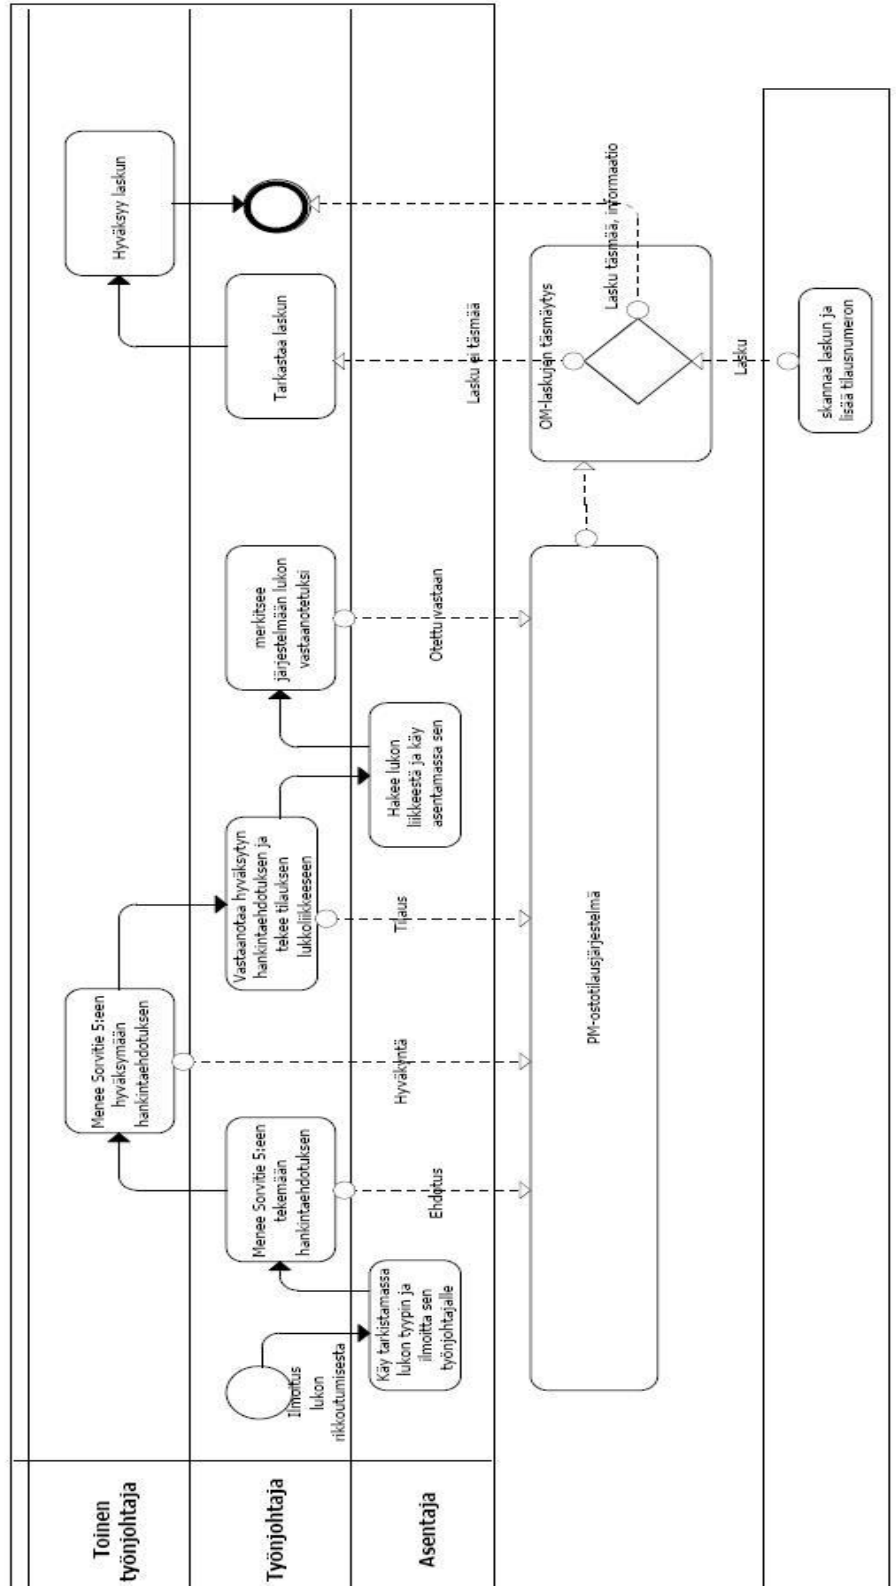 Toinen
työnjohtaja
Työnjohtaja
Asentaja
Ilmoitus
lukon
rikkoutumisesta
Käy tarkistamassa
lukon tyypin ja
ilmoitta sen
työnjohtajalle
Menee Sorvitie 5:een
tekemään
hankintaehdotuksen
Ehdotus
Menee Sorvitie 5:een
hyväksymään
hankintaehdotuksen
Hyväkyntä
Vastaanotaa hyväksytyn
hankintaehdotuksen ja
tekee tilauksen
lukkoliikkeeseen
Tilaus
Hakee lukon
liikkeestä ja käy
asentamassa sen
merkitsee
järjestelmään lukon
vastaanotetuksi
Otettu vastaan
PM-ostotilausjärjestelmä
Tarkastaa laskun
Hyväksyy laskun
Lasku ei täsmää
OM-laskujen täsmäytys
Lasku täsmää, informaatio
Lasku
skannaa laskun ja
lisää tilausnumeron